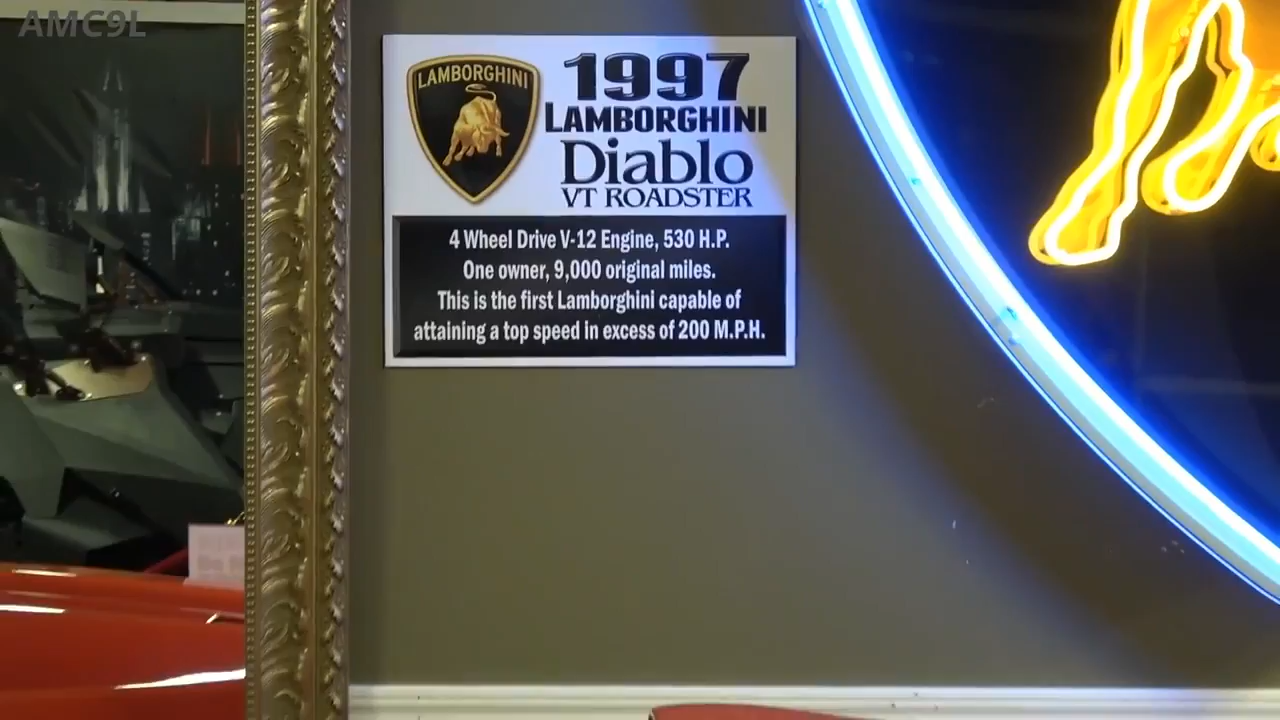 AMC9L
LAMBORGHINI
1997
LAMBORGHINI
Diablo
VT ROADSTER
4 Wheel Drive V-12 Engine, 530 H.P.
One owner, 9,000 original miles.
This is the first Lamborghini capable of
attaining a top speed in excess of 200 M.P.H.